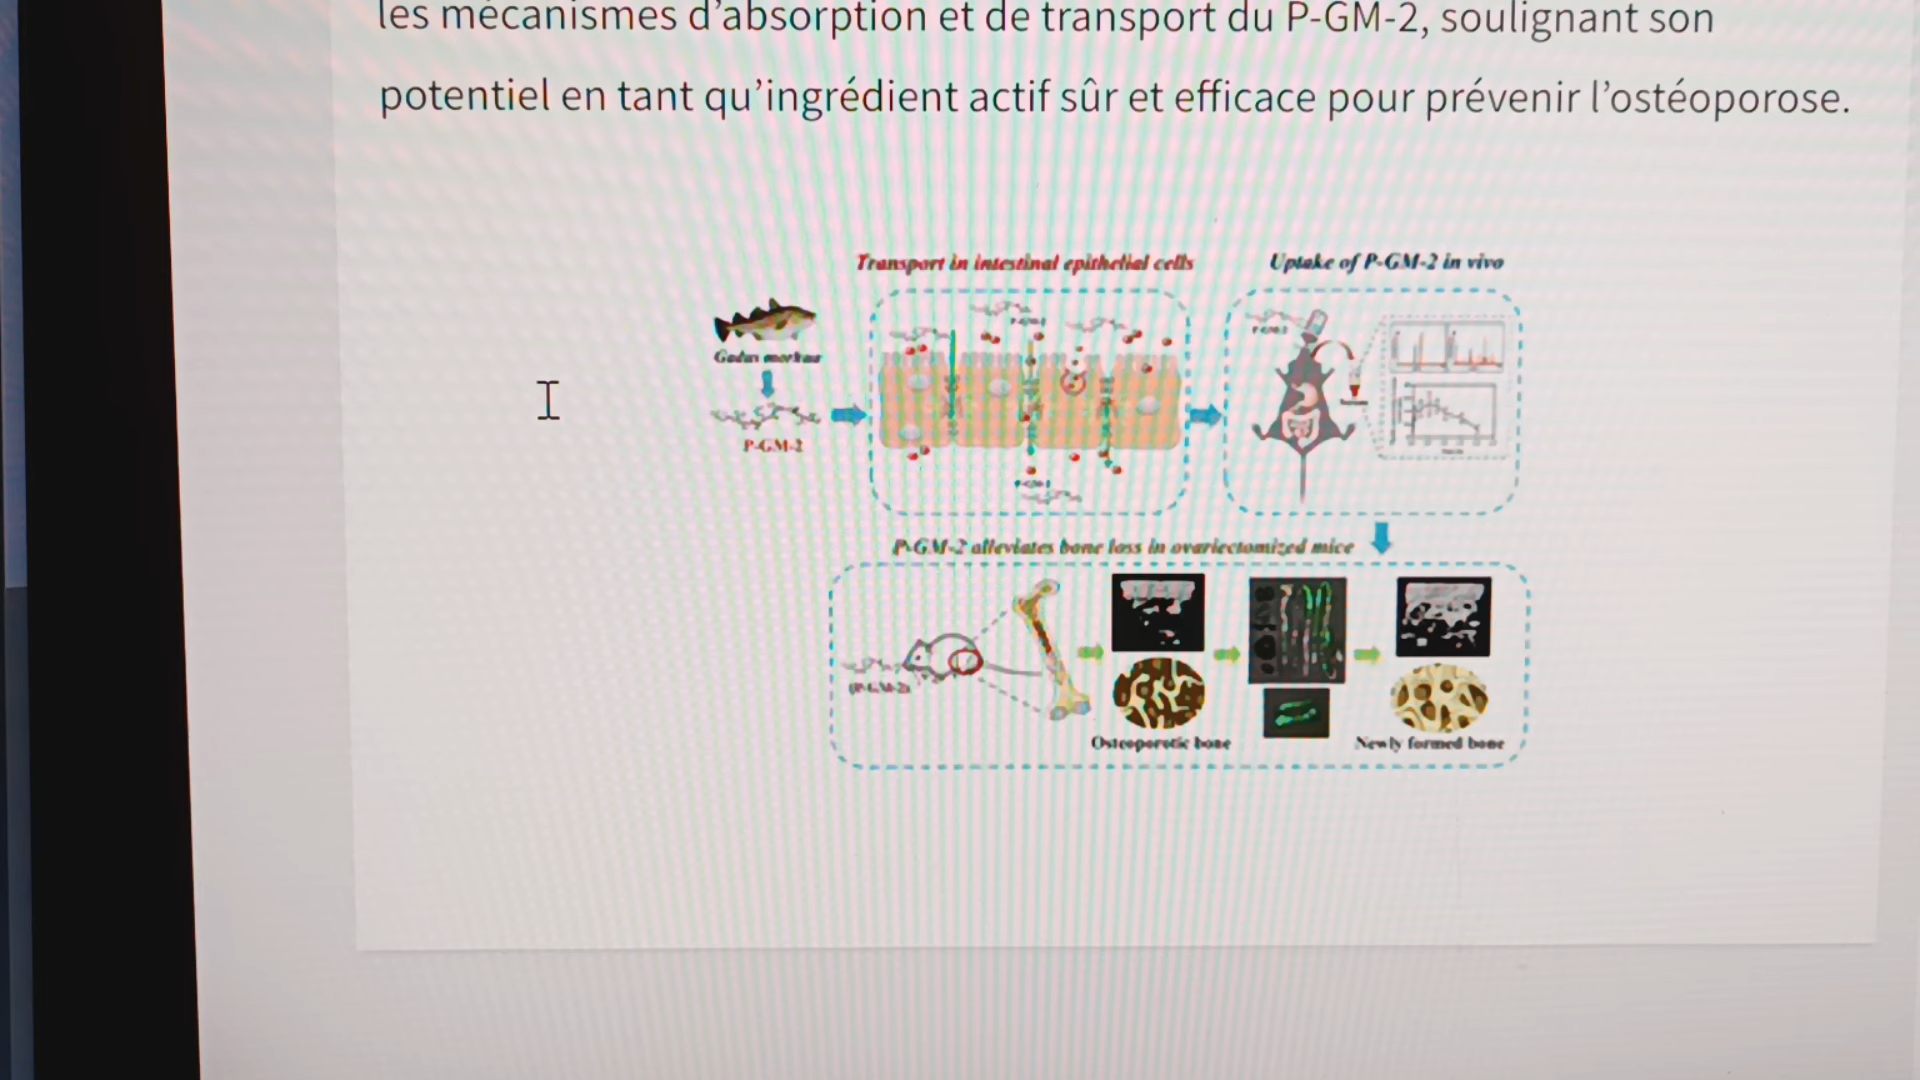 les mécanismes d'absorption et de transport du P-GM-2, soulignant son
potentiel en tant qu'ingrédient actif sûr et efficace pour prévenir l'ostéoporose.
Transport in intestinal epithelial cells
Uptake of P-GM-2 in vivo
Gadus morhua
P-GM-2
P-GM-2 alleviates bone loss in ovariectomized mice
(P-GM-2)
Osteoporotic bone
Newly formed bone